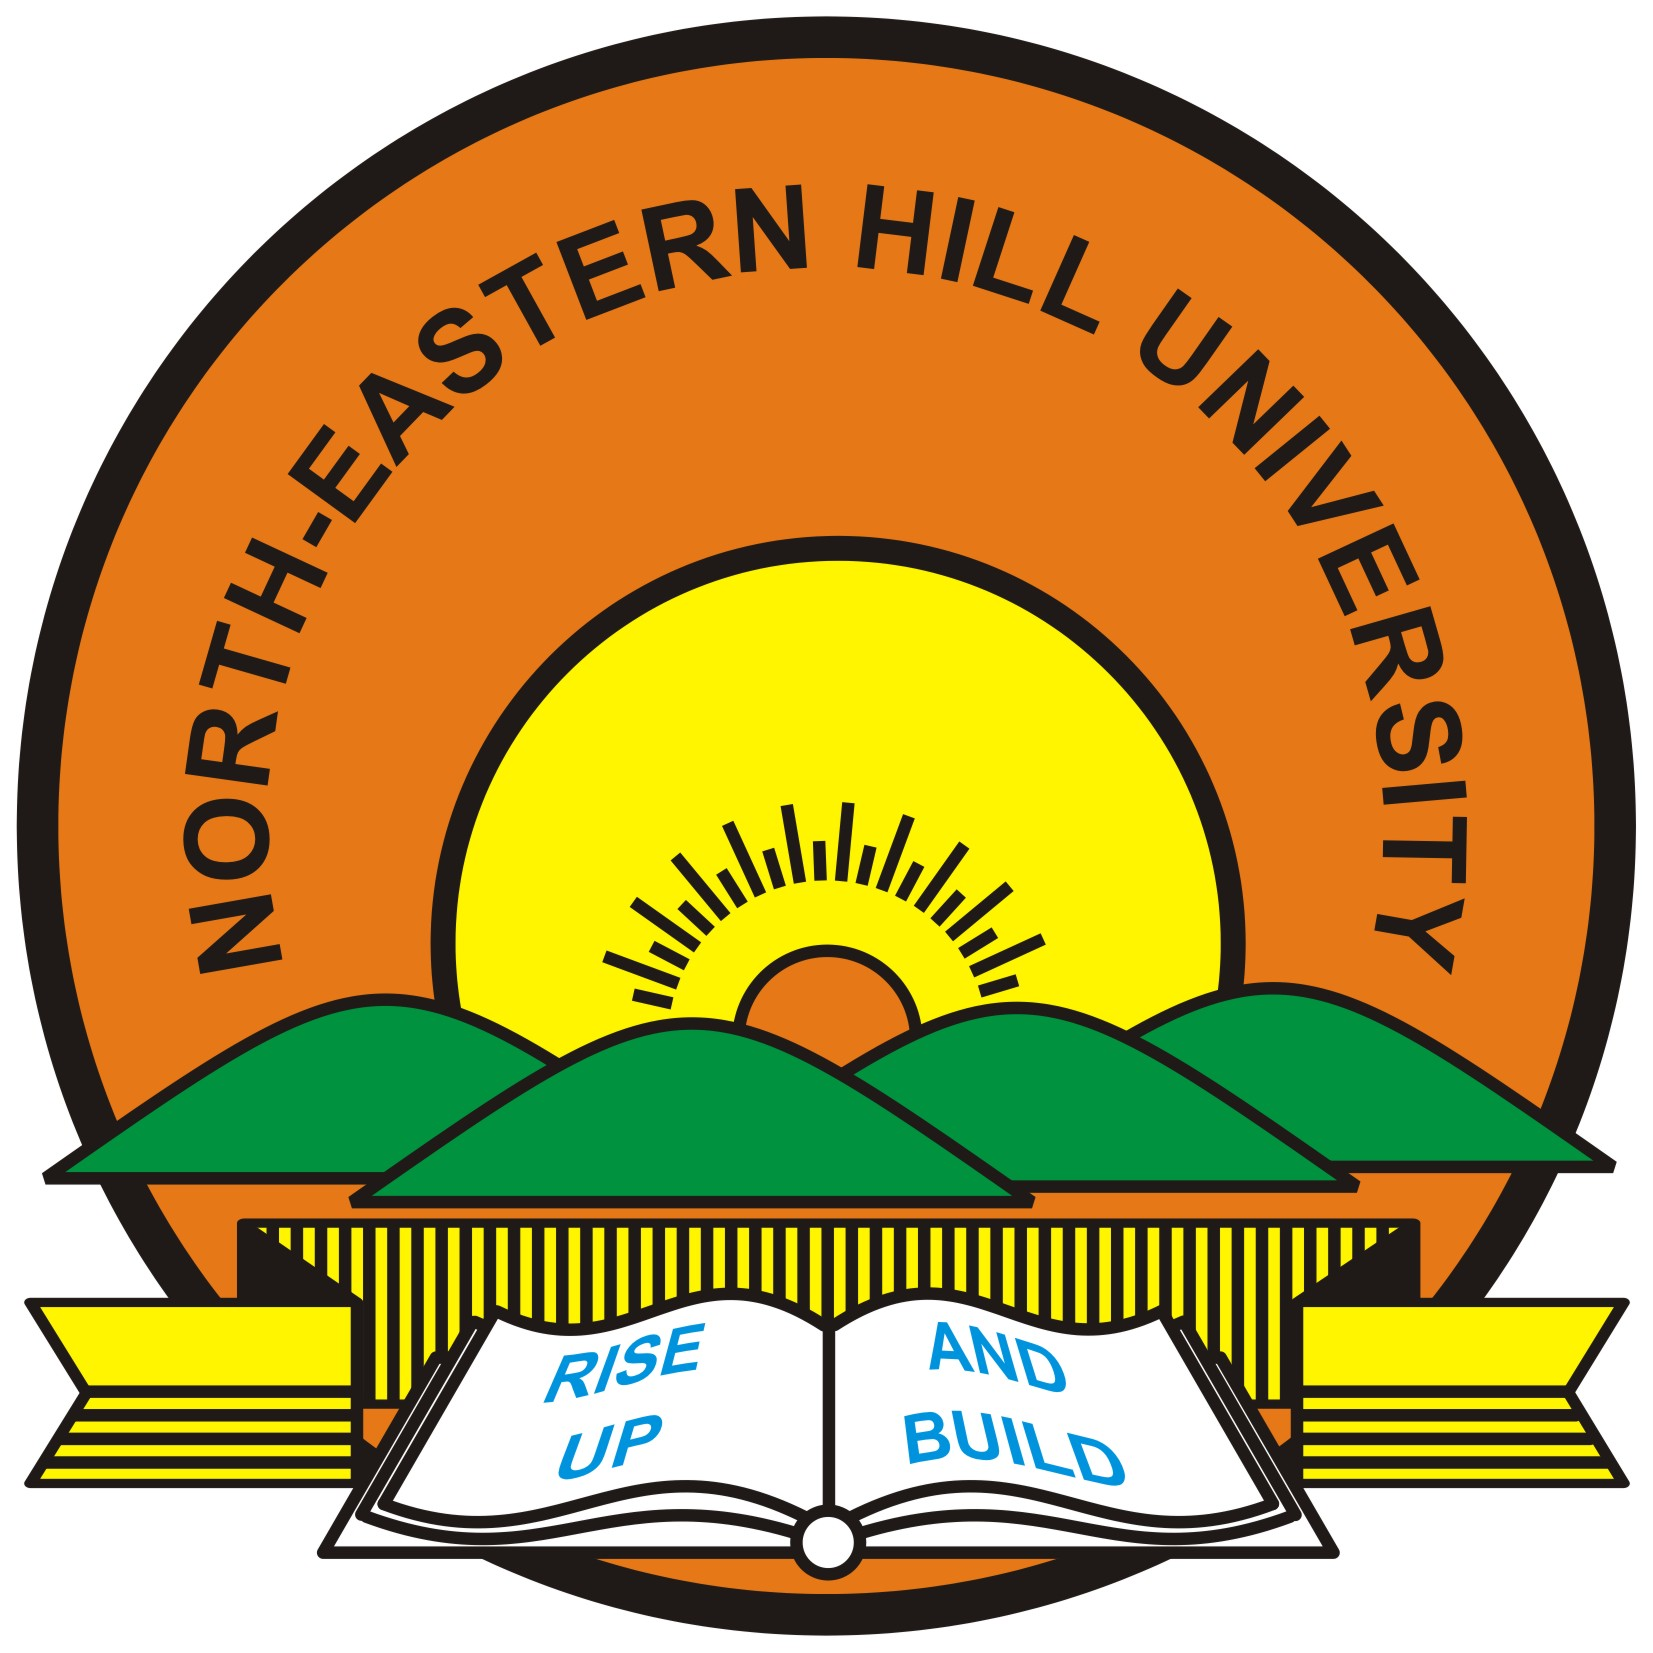 NORTH-EASTERN HILL UNIVERSITY
RISE
UP
AND
BUILD